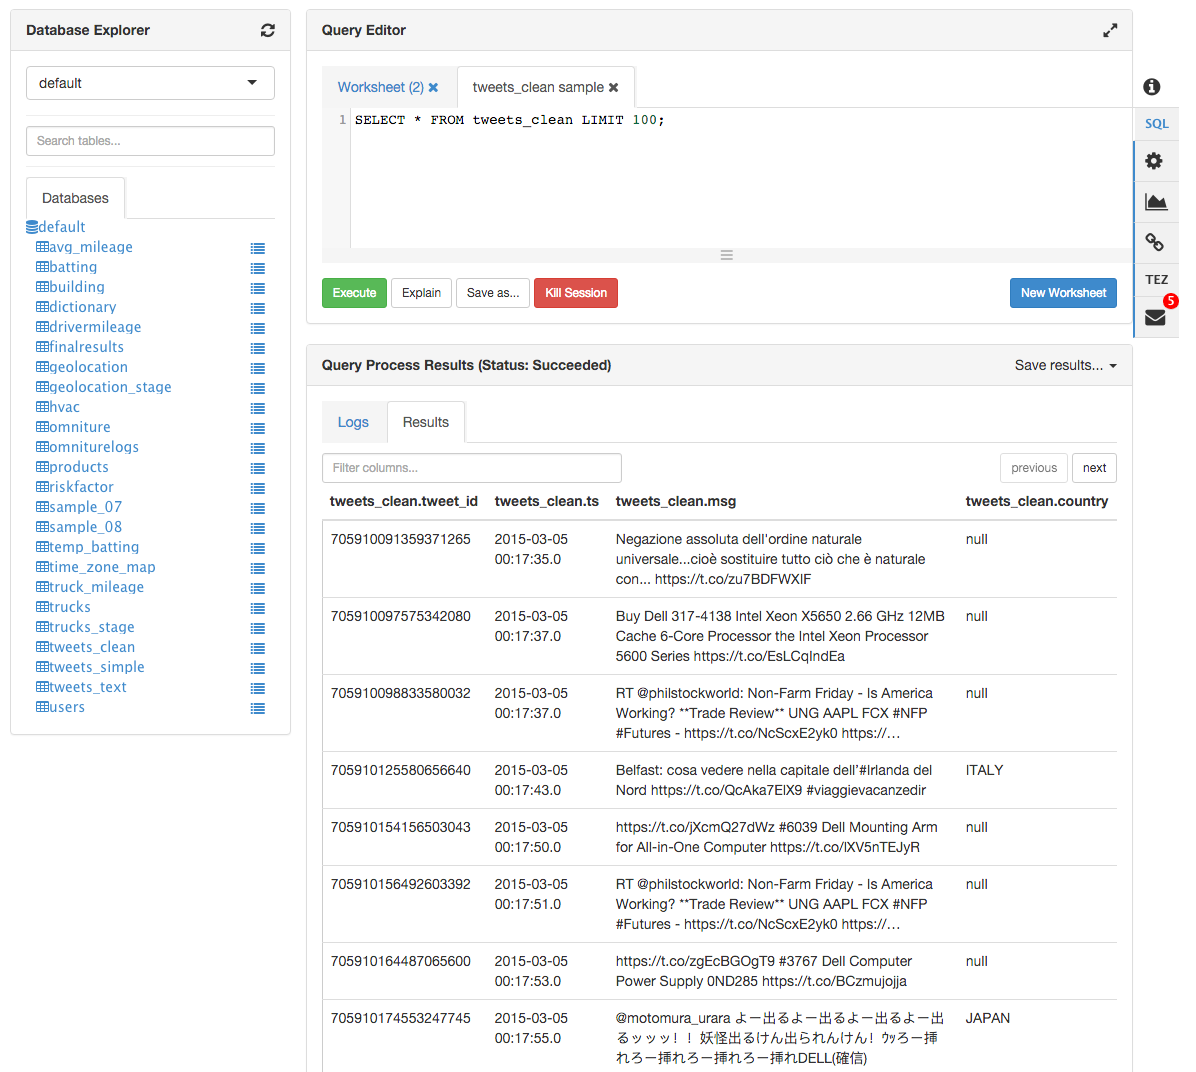 Database Explorer
default
Search tables...
Databases
default
avg_mileage
batting
building
dictionary
drivermileage
finalresults
geolocation
geolocation_stage
hvac
omniture
omniturelogs
products
riskfactor
sample_07
sample_08
temp_batting
time_zone_map
truck_mileage
trucks
trucks_stage
tweets_clean
tweets_simple
tweets_text
users
Query Editor
Worksheet (2)
tweets_clean sample
1 SELECT * FROM tweets_clean LIMIT 100;
Execute Explain Save as... Kill Session New Worksheet
SQL
TEZ
5
Query Process Results (Status: Succeeded) Save results...
Logs Results
Filter columns... previous next
tweets_clean.tweet_id tweets_clean.ts tweets_clean.msg tweets_clean.country
705910091359371265 2015-03-05 Negazione assoluta dell'ordine naturale null
00:17:35.0 universale...cioè sostituire tutto ciò che è naturale
con... https://t.co/zu7BDFWXIF
705910097575342080 2015-03-05 Buy Dell 317-4138 Intel Xeon X5650 2.66 GHz 12MB null
00:17:37.0 Cache 6-Core Processor the Intel Xeon Processor
5600 Series https://t.co/EsLCqIndEa
705910098833580032 2015-03-05 RT @philstockworld: Non-Farm Friday - Is America null
00:17:37.0 Working? **Trade Review** UNG AAPL FCX #NFP
#Futures - https://t.co/NcScxE2yk0 https://…
705910125580656640 2015-03-05 Belfast: cosa vedere nella capitale dell'#Irlanda del ITALY
00:17:43.0 Nord https://t.co/QcAka7ElX9 #viaggievacanzedir
705910154156503043 2015-03-05 https://t.co/jXcmQ27dWz #6039 Dell Mounting Arm null
00:17:50.0 for All-in-One Computer https://t.co/lXV5nTEJyR
705910156492603392 2015-03-05 RT @philstockworld: Non-Farm Friday - Is America null
00:17:51.0 Working? **Trade Review** UNG AAPL FCX #NFP
#Futures - https://t.co/NcScxE2yk0 https://…
705910164487065600 2015-03-05 https://t.co/zgEcBGOgT9 #3767 Dell Computer null
00:17:53.0 Power Supply 0ND285 https://t.co/BCzmujojja
705910174553247745 2015-03-05 @motomura_urara よー出るよー出るよー出るよー出 JAPAN
00:17:55.0 るッッッ！！ 妖怪出るけん出られんけん！ ｳｯろー挿
れろー挿れろー挿れろー挿れDELL(確信)